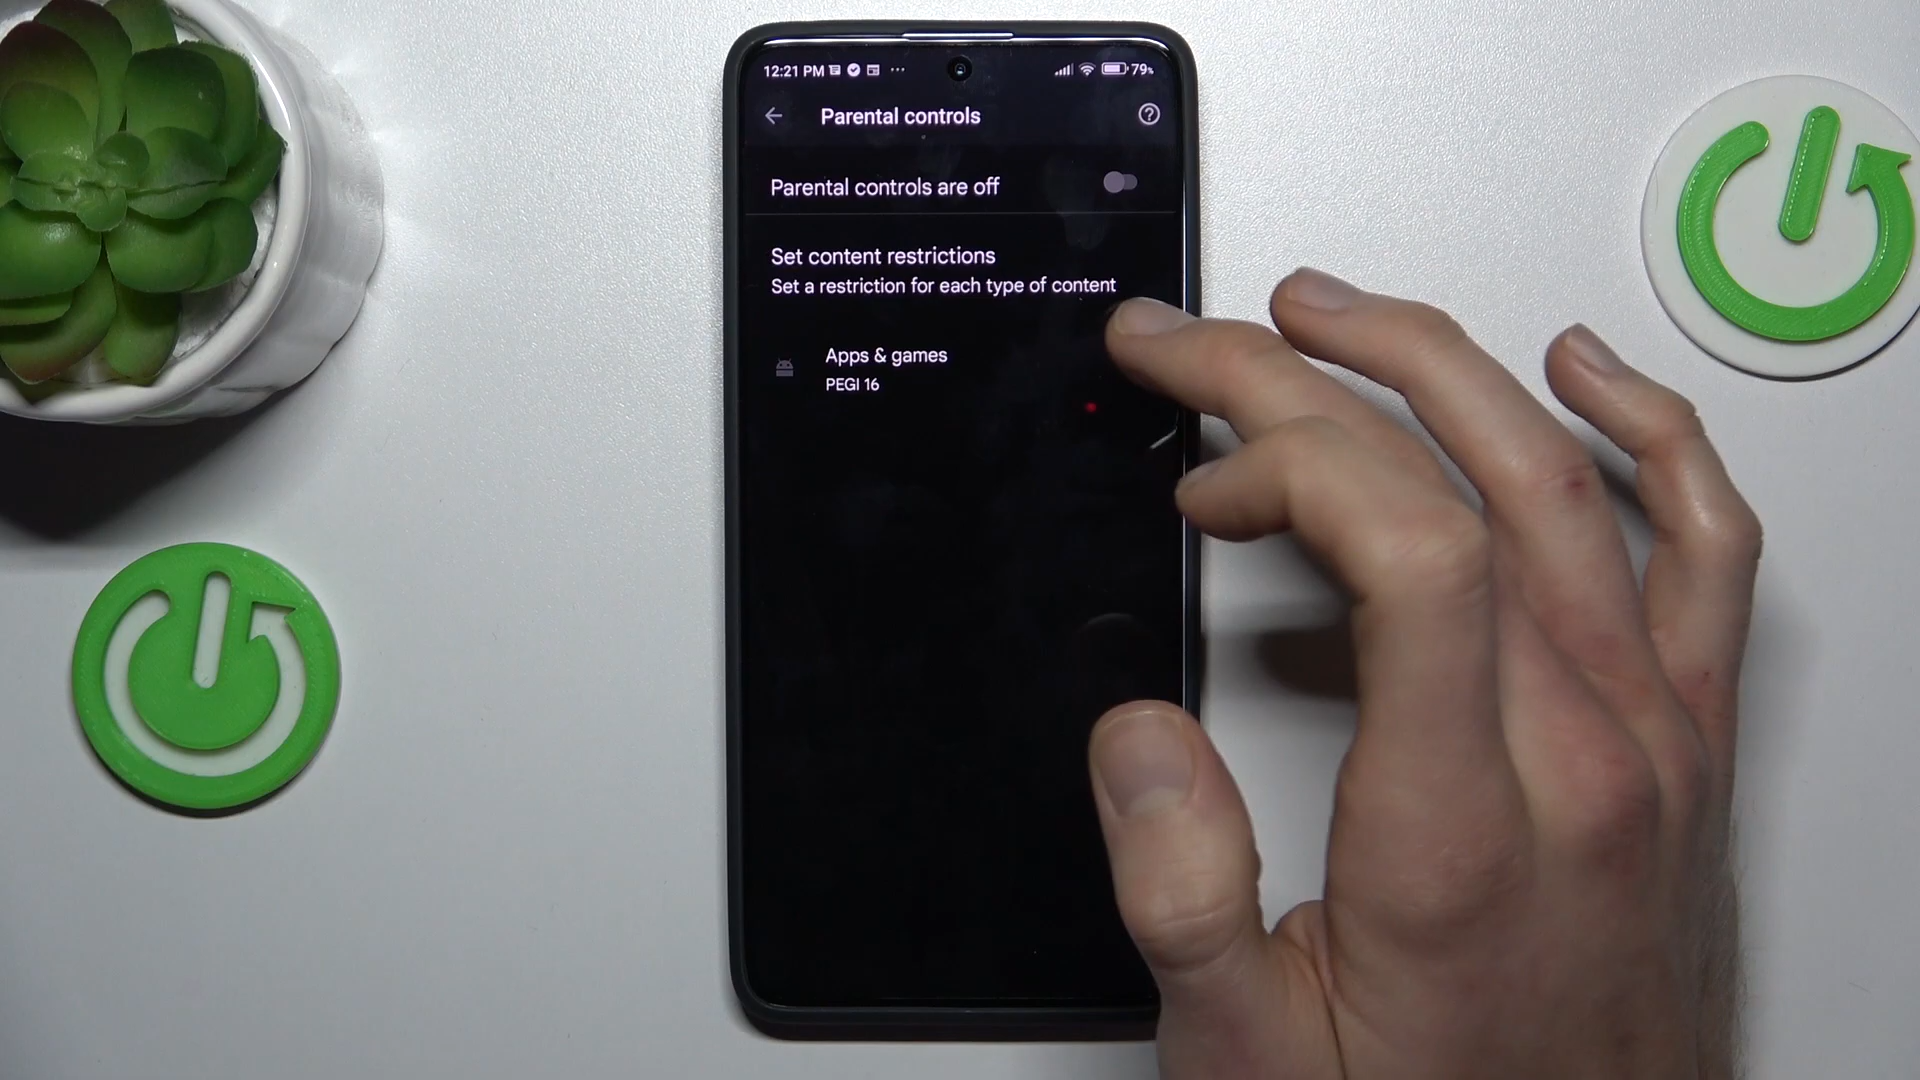 12:21 PM 79%
Parental controls
Parental controls are off
Set content restrictions
Set a restriction for each type of content
Apps & games
PEGI 16